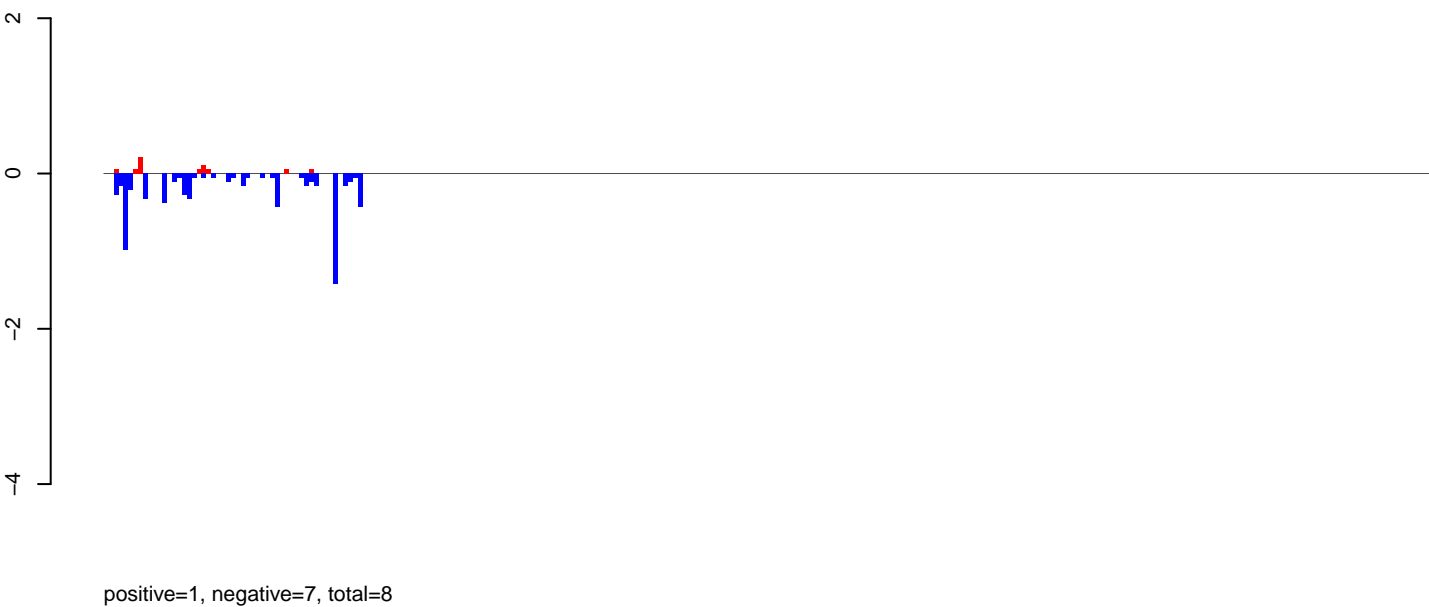 2
0
−2
−4
positive=1, negative=7, total=8